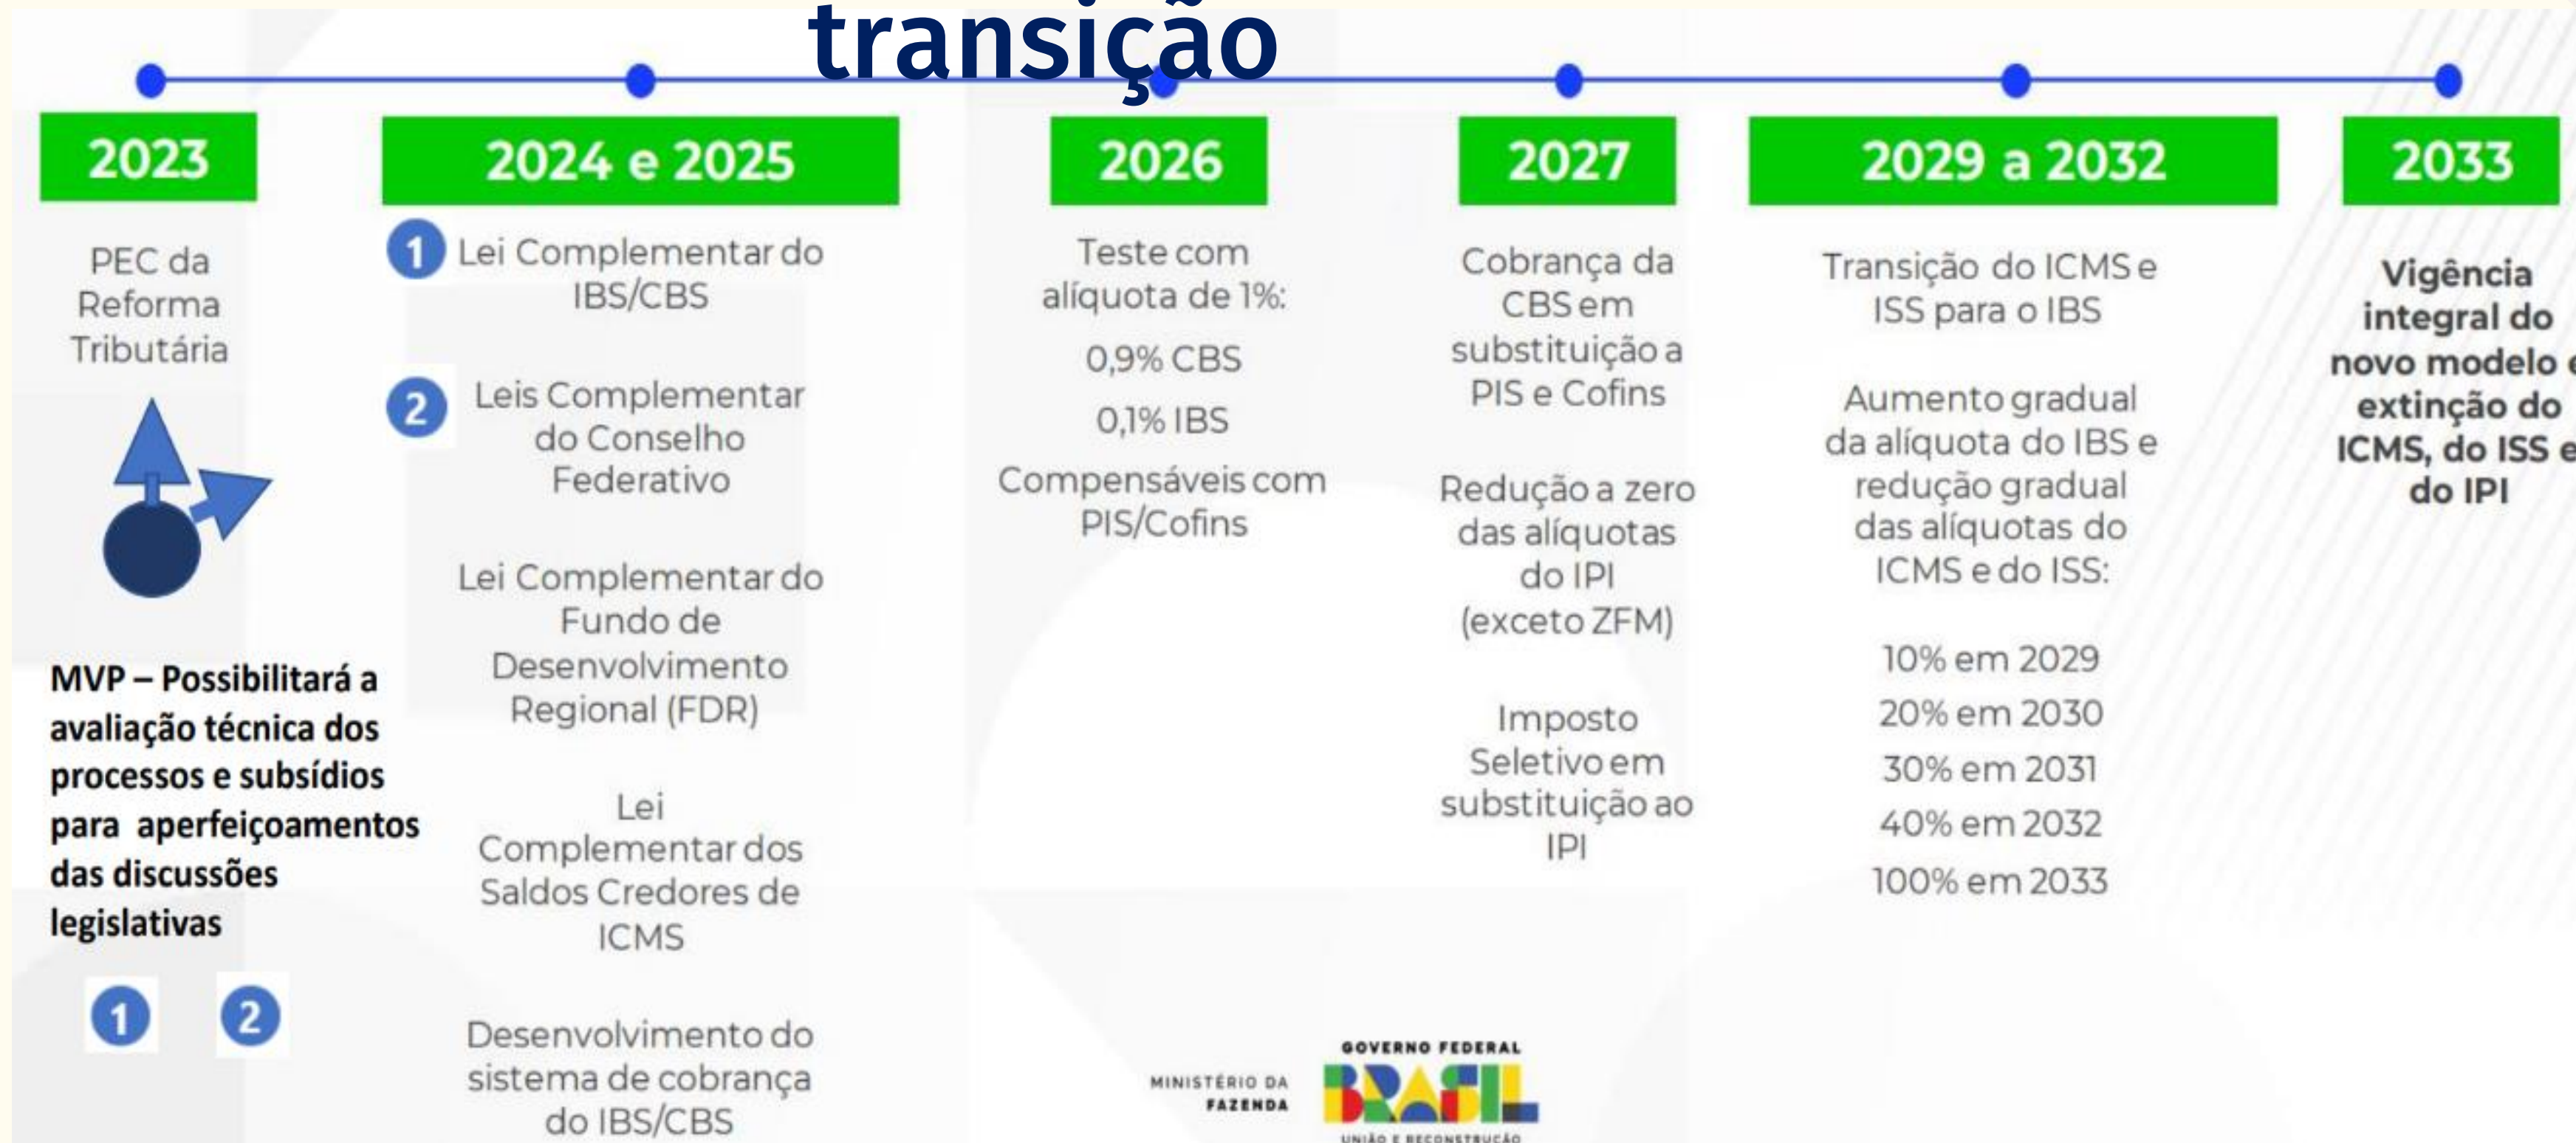 transição
2023
PEC da
Reforma
Tributária
MVP – Possibilitará a
avaliação técnica dos
processos e subsídios
para aperfeiçoamentos
das discussões
legislativas
1 2
2024 e 2025
1 Lei Complementar do
IBS/CBS
2 Leis Complementar
do Conselho
Federativo
Lei Complementar do
Fundo de
Desenvolvimento
Regional (FDR)
Lei
Complementar dos
Saldos Credores de
ICMS
Desenvolvimento do
sistema de cobrança
do IBS/CBS
2026
Teste com
alíquota de 1%:
0,9% CBS
0,1% IBS
Compensáveis com
PIS/Cofins
2027
Cobrança da
CBS em
substituição a
PIS e Cofins
Redução a zero
das alíquotas
do IPI
(exceto ZFM)
Imposto
Seletivo em
substituição ao
IPI
2029 a 2032
Transição do ICMS e
ISS para o IBS
Aumento gradual
da alíquota do IBS e
redução gradual
das alíquotas do
ICMS e do ISS:
10% em 2029
20% em 2030
30% em 2031
40% em 2032
100% em 2033
2033
Vigência
integral do
novo modelo e
extinção do
ICMS, do ISS e
do IPI
MINISTÉRIO DA
FAZENDA
GOVERNO FEDERAL
BRASIL
UNIÃO E RECONSTRUÇÃO